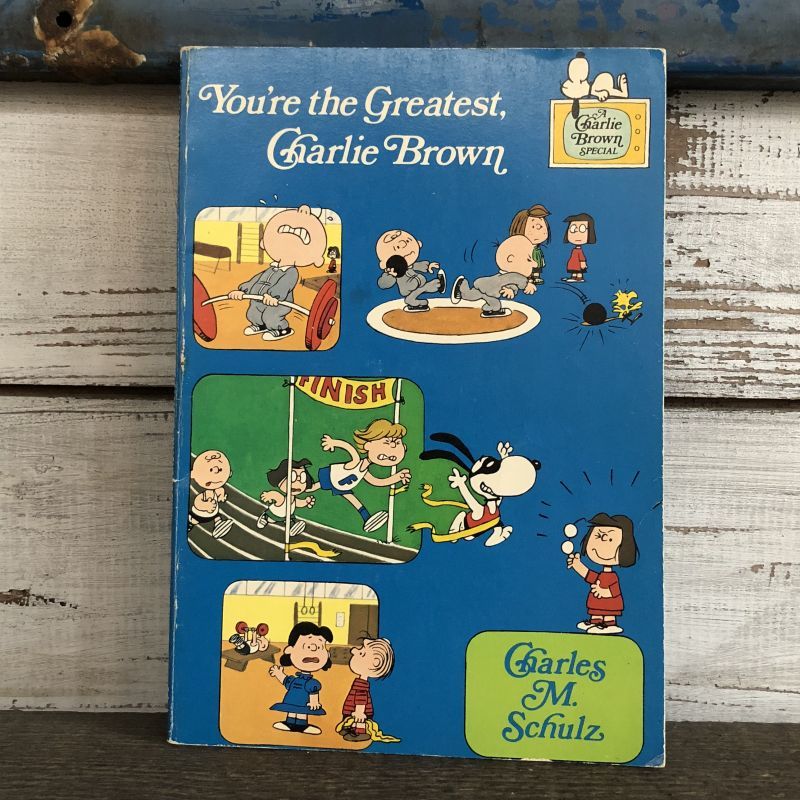 You're the Greatest,
Charlie Brown
A
Charlie
Brown
SPECIAL
FINISH
F
Charles
M.
Schulz